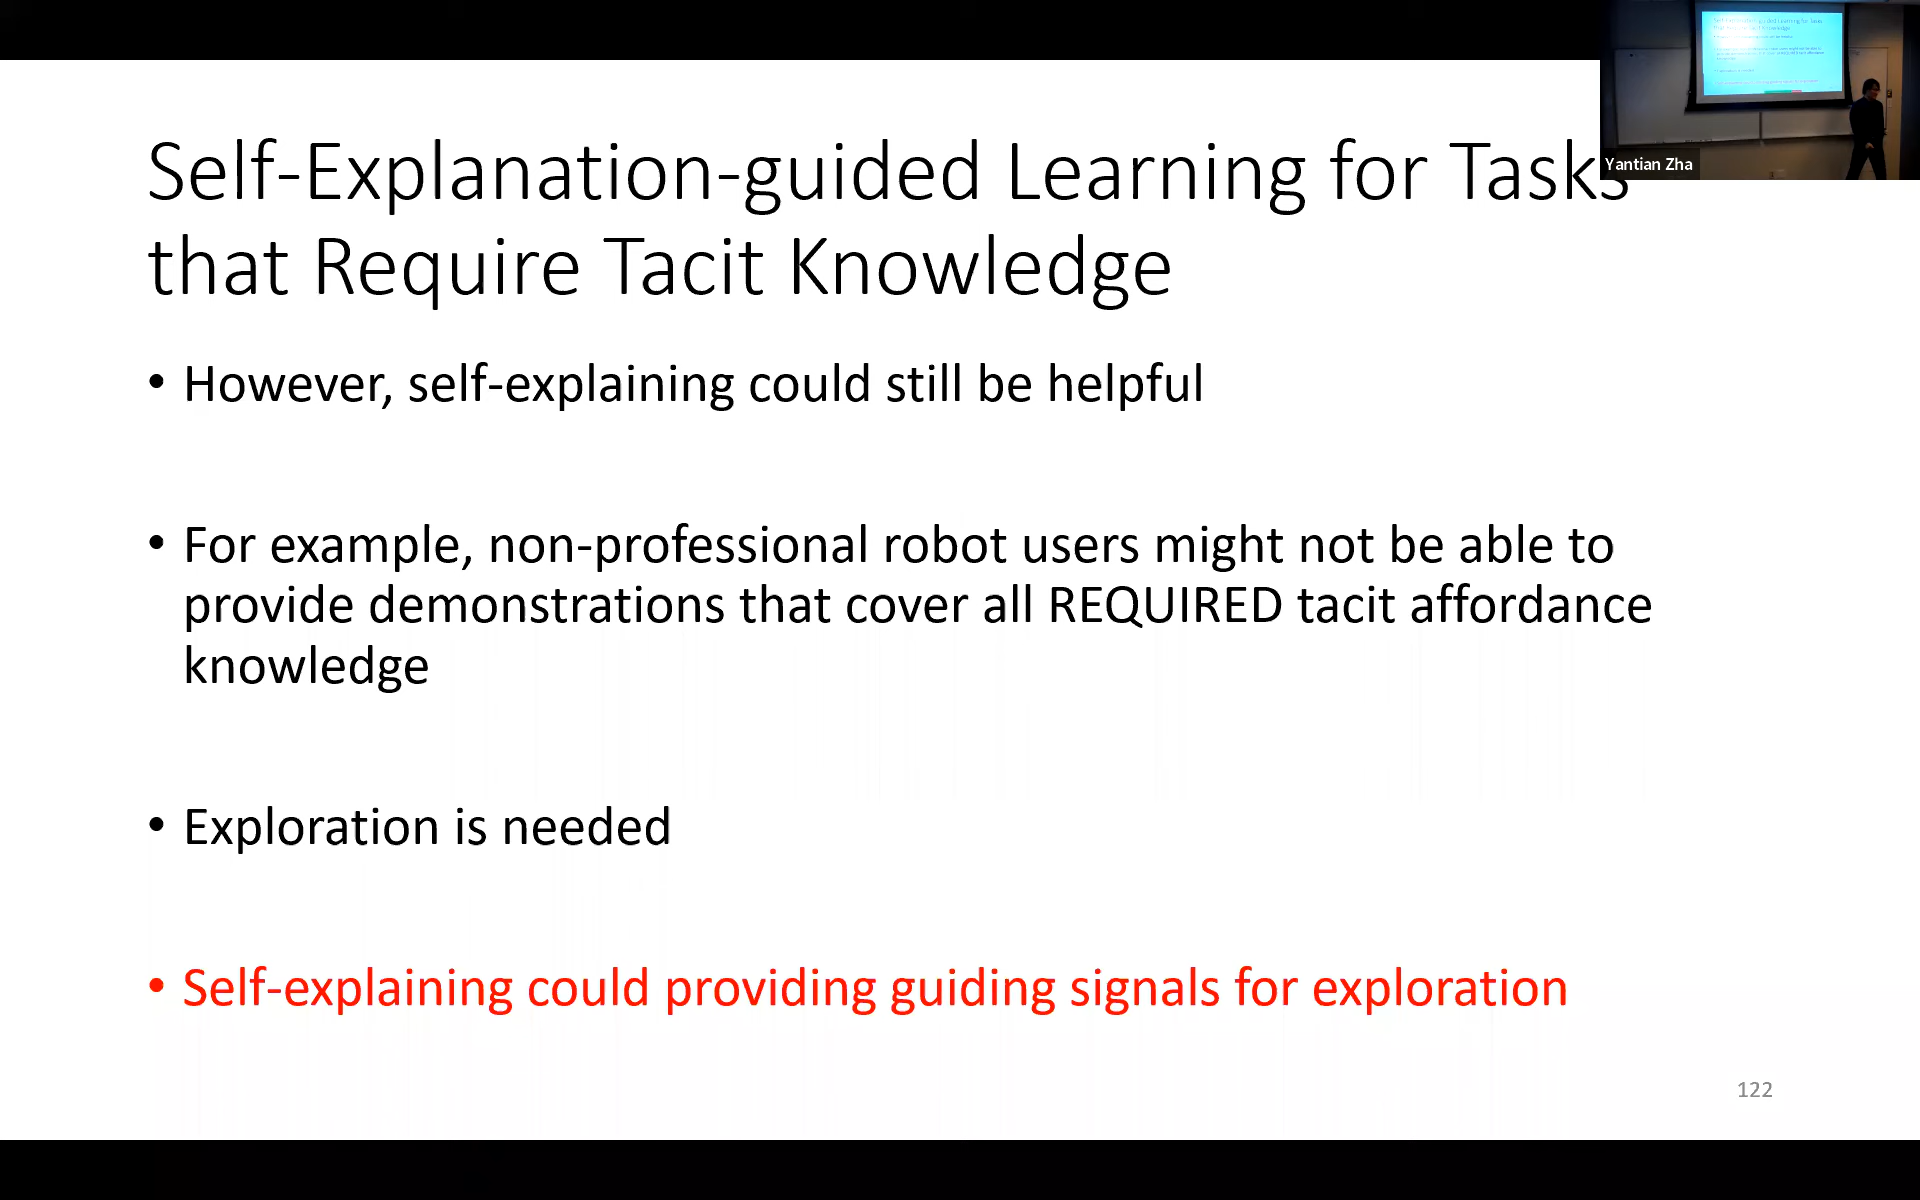 Self-Explanation-guided Learning for Tasks
that Require Tacit Knowledge
Yantian Zha
• However, self-explaining could still be helpful
• For example, non-professional robot users might not be able to
provide demonstrations that cover all REQUIRED tacit affordance
knowledge
• Exploration is needed
• Self-explaining could providing guiding signals for exploration
122